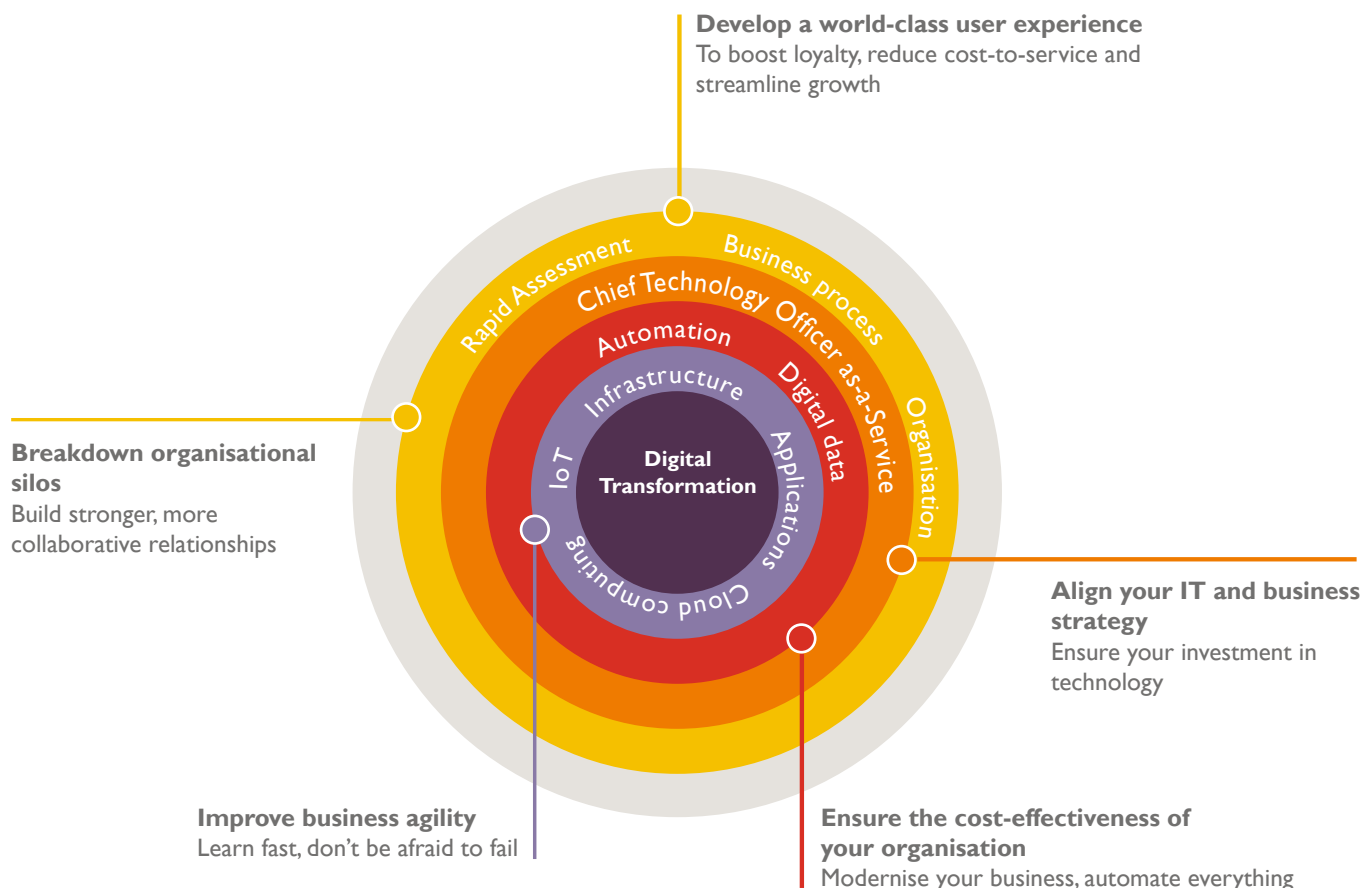 Develop a world-class user experience
To boost loyalty, reduce cost-to-service and
streamline growth
Rapid Assessment
Business process
Organisation
Chief Technology Officer as-a-Service
Automation
Digital data
Infrastructure
Applications
Cloud computing
IoT
Digital
Transformation
Breakdown organisational
silos
Build stronger, more
collaborative relationships
Align your IT and business
strategy
Ensure your investment in
technology
Improve business agility
Learn fast, don’t be afraid to fail
Ensure the cost-effectiveness of
your organisation
Modernise your business, automate everything